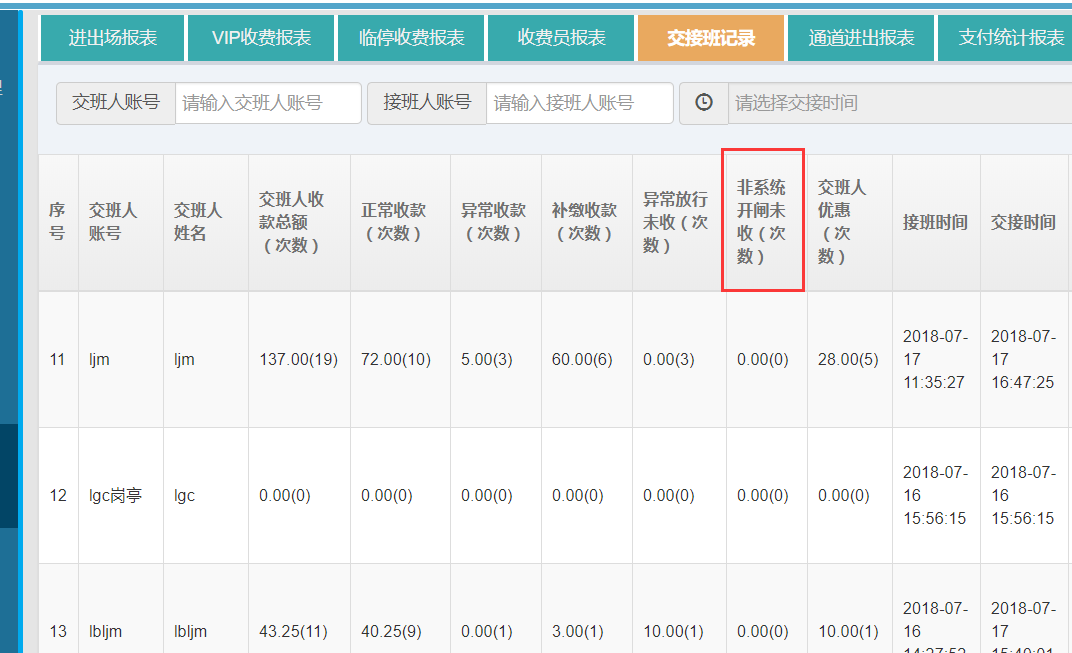 进出场报表
VIP收费报表
临停收费报表
收费员报表
交接班记录
通道进出报表
支付统计报表
交班人账号
请输入交班人账号
接班人账号
请输入接班人账号
请选择交接时间
序
号
交班人
账号
交班人
姓名
交班人收
款总额
（次数）
正常收款
（次数）
异常收款
（次数）
补缴收款
（次数）
异常放行
未收（次
数）
非系统
开闸未
收（次
数）
交班人
优惠
（次
数）
接班时间
交接时间
11
ljm
ljm
137.00(19)
72.00(10)
5.00(3)
60.00(6)
0.00(3)
0.00(0)
28.00(5)
2018-07-
17
11:35:27
2018-07-
17
16:47:25
12
lgc岗亭
lgc
0.00(0)
0.00(0)
0.00(0)
0.00(0)
0.00(0)
0.00(0)
0.00(0)
2018-07-
16
15:56:15
2018-07-
16
15:56:15
13
lbljm
lbljm
43.25(11)
40.25(9)
0.00(1)
3.00(1)
10.00(1)
0.00(0)
10.00(1)
2018-07-
16
2018-07-
17